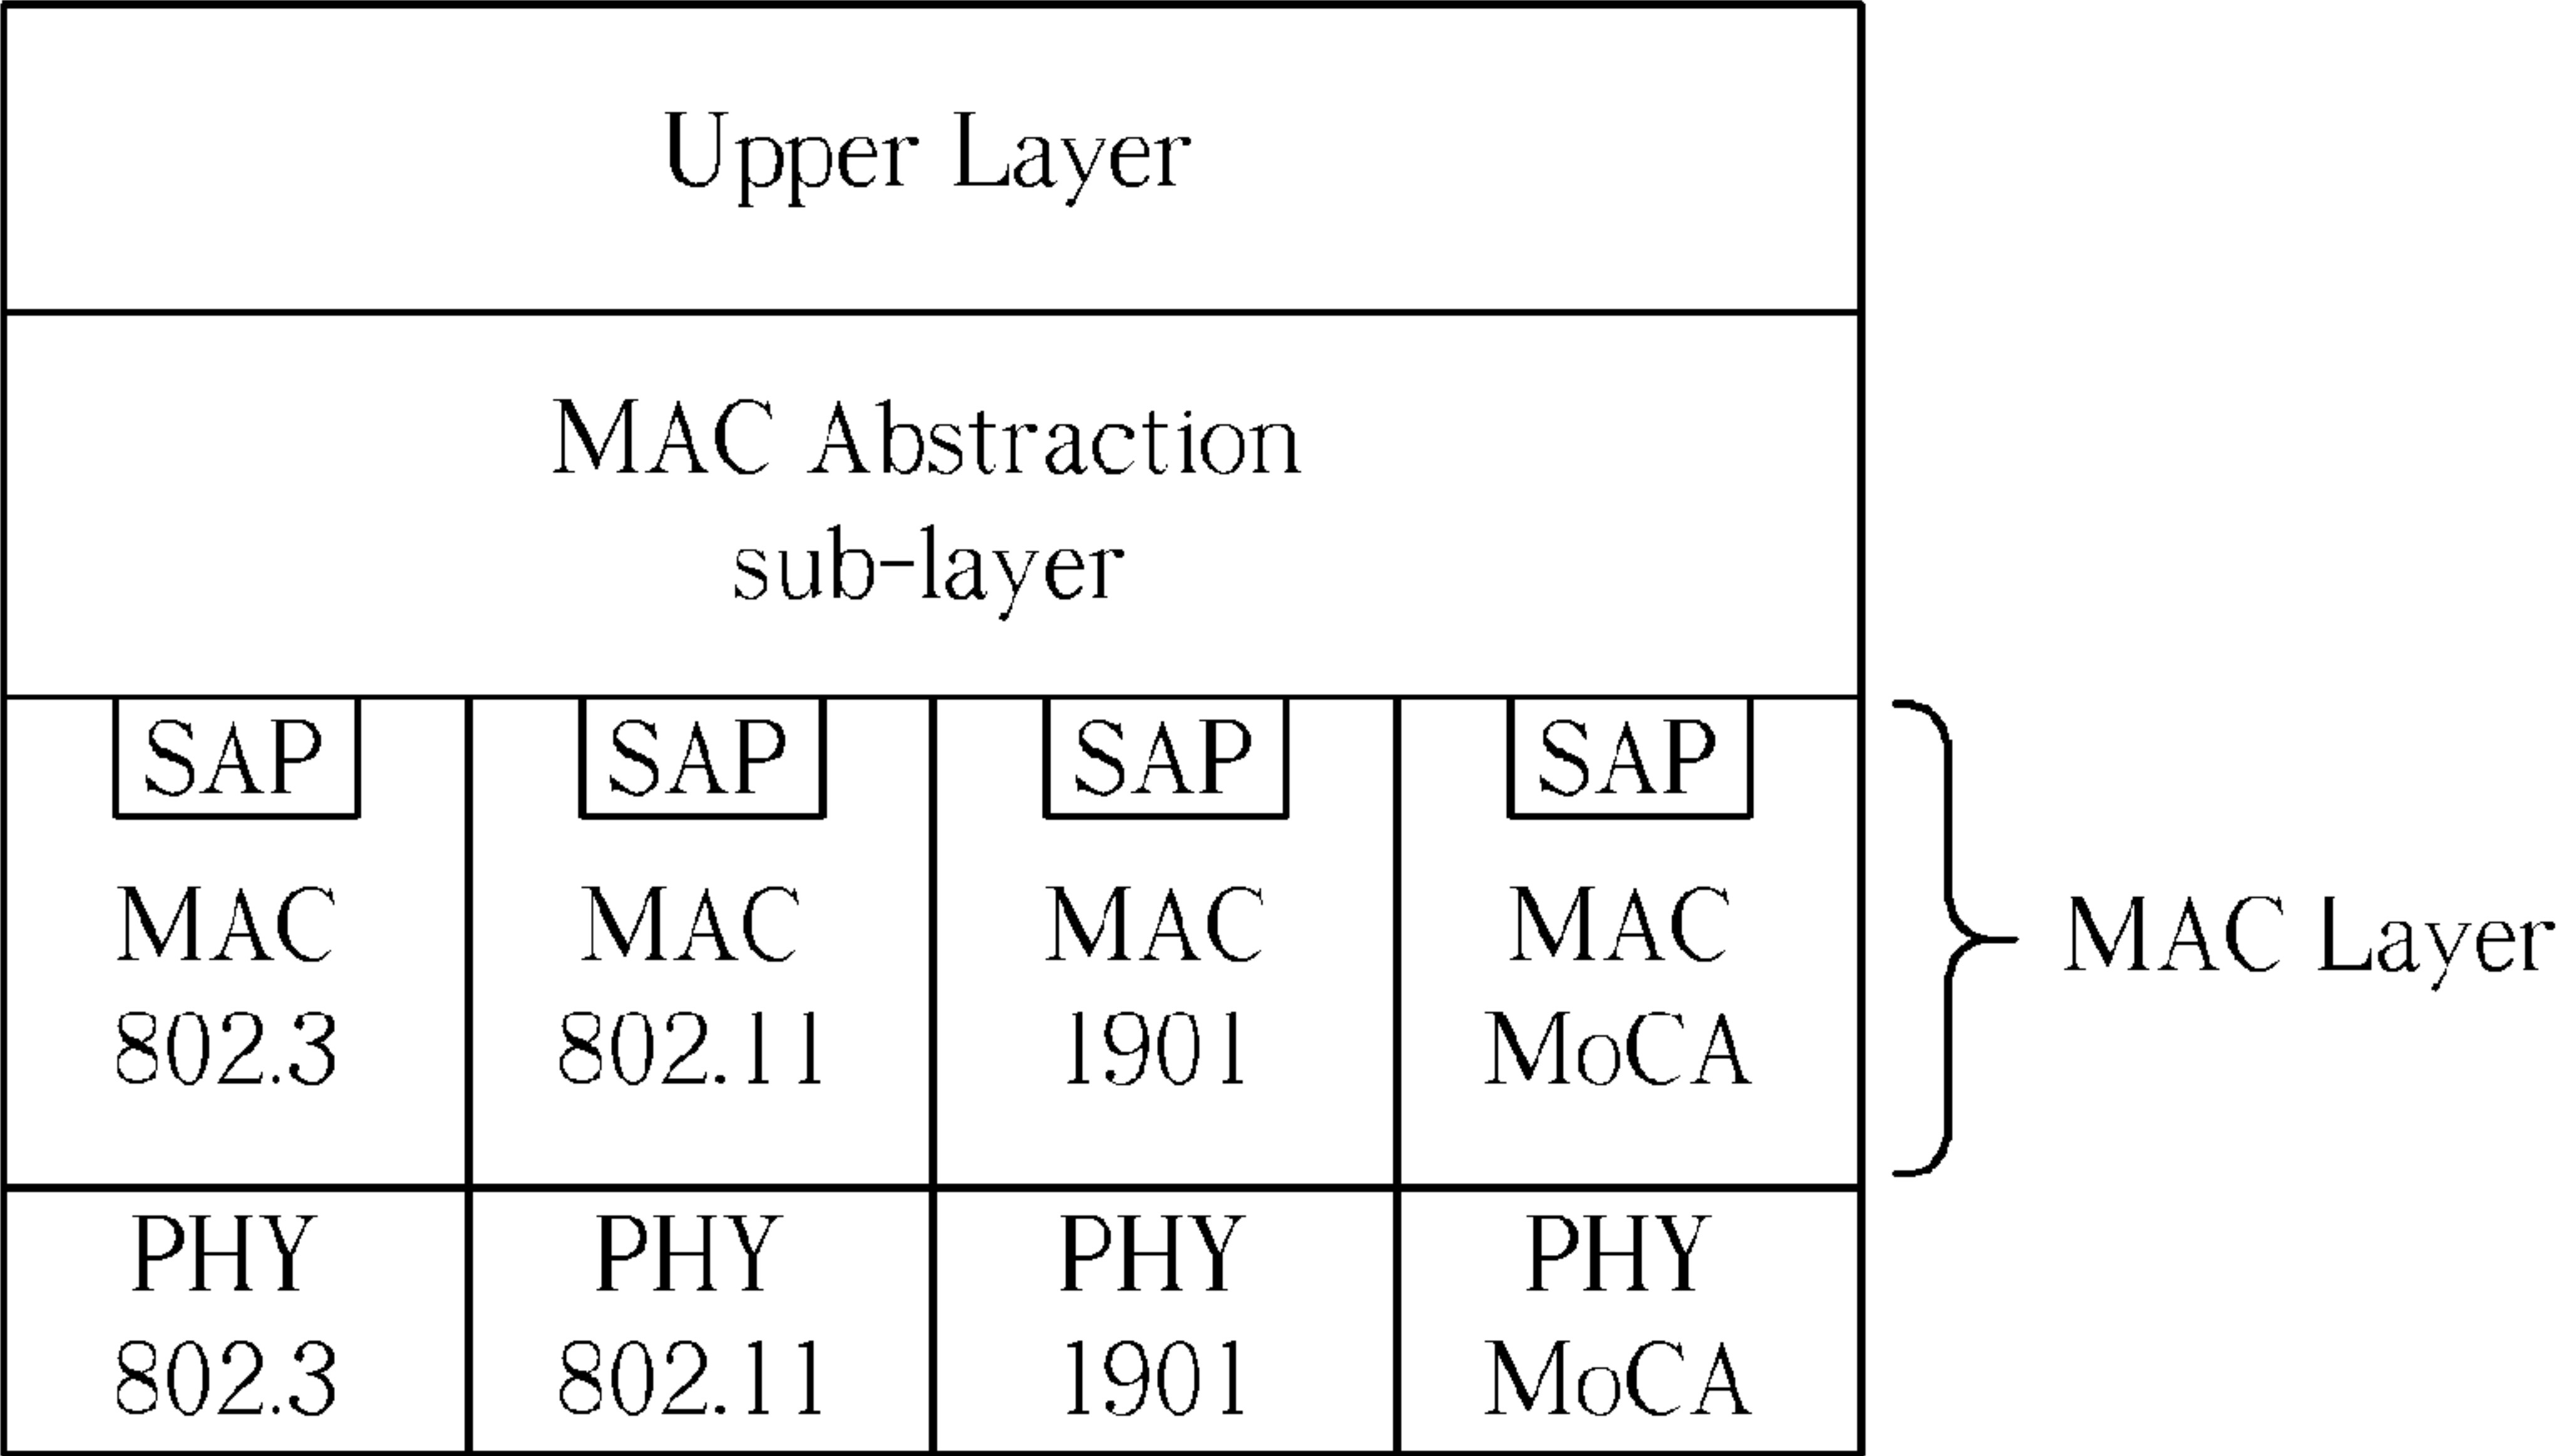 Upper Layer
MAC Abstraction
sub-layer
SAP SAP SAP SAP
MAC MAC MAC MAC
802.3 802.11 1901 MoCA
MAC Layer
PHY PHY PHY PHY
802.3 802.11 1901 MoCA